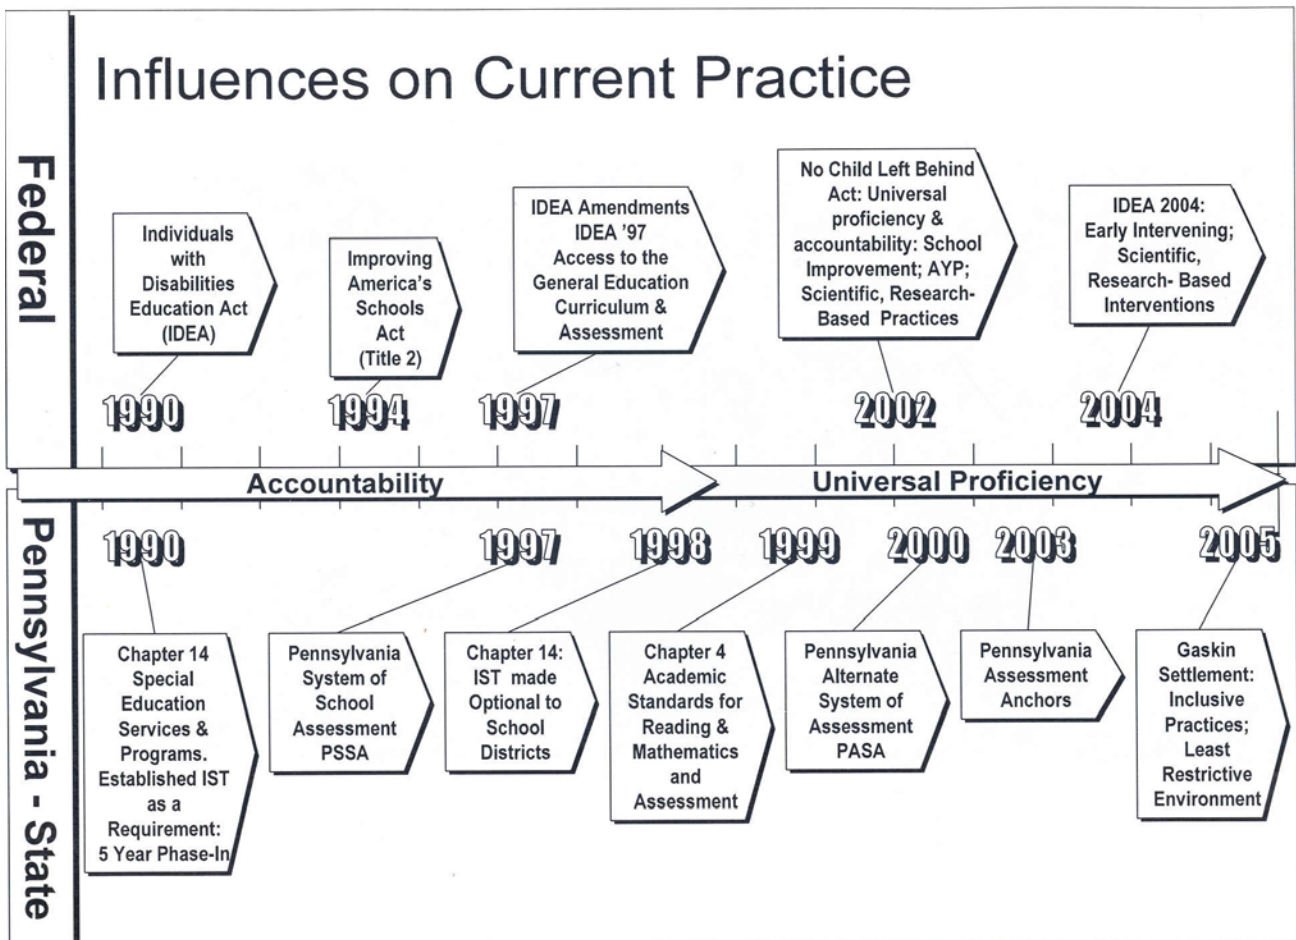 Influences on Current Practice
Federal
Individuals
with
Disabilities
Education Act
(IDEA)
Improving
America's
Schools
Act
(Title 2)
IDEA Amendments
IDEA '97
Access to the
General Education
Curriculum &
Assessment
No Child Left Behind
Act: Universal
proficiency &
accountability: School
Improvement; AYP;
Scientific, Research-
Based Practices
IDEA 2004:
Early Intervening;
Scientific,
Research- Based
Interventions
1990
1994
1997
2002
2004
Accountability
Universal Proficiency
Pennsylvania - State
1990
1997
1998
1999
2000
2003
2005
Chapter 14
Special
Education
Services &
Programs.
Established IST
as a
Requirement:
5 Year Phase-In
Pennsylvania
System of
School
Assessment
PSSA
Chapter 14:
IST made
Optional to
School
Districts
Chapter 4
Academic
Standards for
Reading &
Mathematics
and
Assessment
Pennsylvania
Alternate
System of
Assessment
PASA
Pennsylvania
Assessment
Anchors
Gaskin
Settlement:
Inclusive
Practices;
Least
Restrictive
Environment